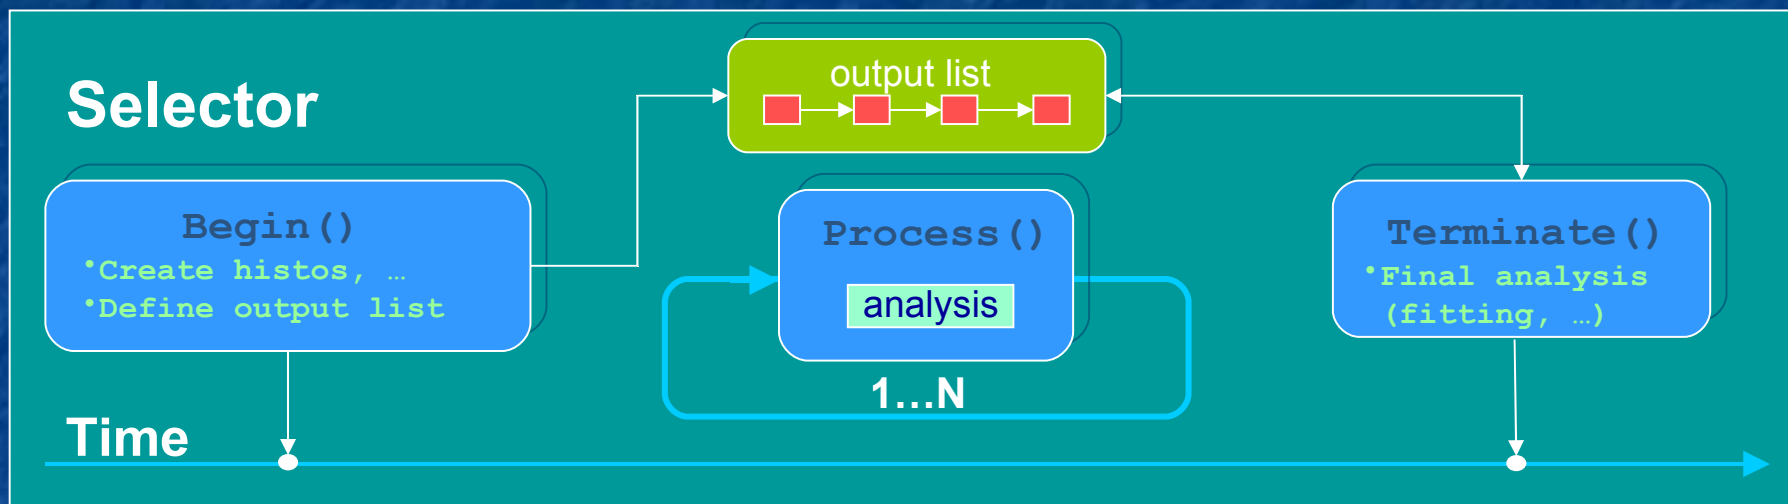 Selector
output list
Begin()
•Create histos, …
•Define output list
Process()
analysis
1…N
Terminate()
•Final analysis
(fitting, …)
Time